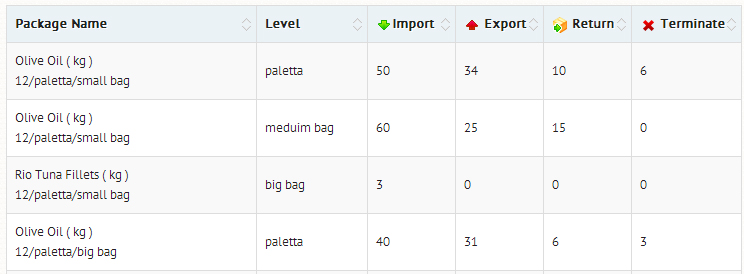 Package Name Level Import Export Return Terminate
Olive Oil ( kg )
12/paletta/small bag paletta 50 34 10 6
Olive Oil ( kg )
12/paletta/small bag meduim bag 60 25 15 0
Rio Tuna Fillets ( kg )
12/paletta/small bag big bag 3 0 0 0
Olive Oil ( kg )
12/paletta/big bag paletta 40 31 6 3